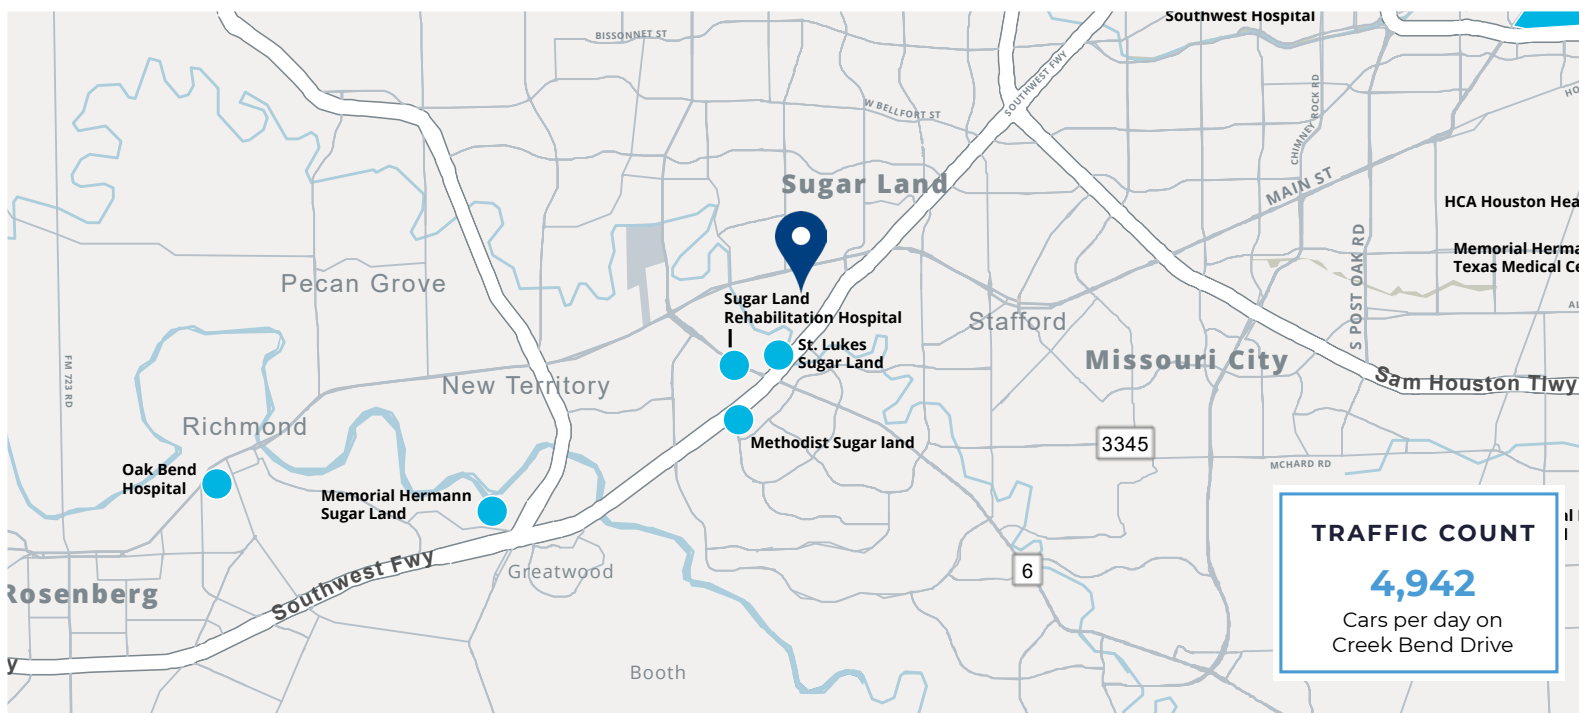 Southwest Hospital
BISSONNET ST
SOUTHWEST FWY
W BELLFORT ST
CHIMNEY ROCK RD
Sugar Land
MAIN ST
HCA Houston Hea
S POST OAK RD
Memorial Herma
Texas Medical Ce
Pecan Grove
Sugar Land
Rehabilitation Hospital
Stafford
St. Lukes
Sugar Land
Missouri City
FM 723 RD
New Territory
Sam Houston Tlwy
Richmond
Methodist Sugar land
3345
MCHARD RD
Oak Bend
Hospital
Memorial Hermann
Sugar Land
TRAFFIC COUNT
4,942
Cars per day on
Creek Bend Drive
Southwest Fwy
Greatwood
6
Rosenberg
y
Booth
HO
AL